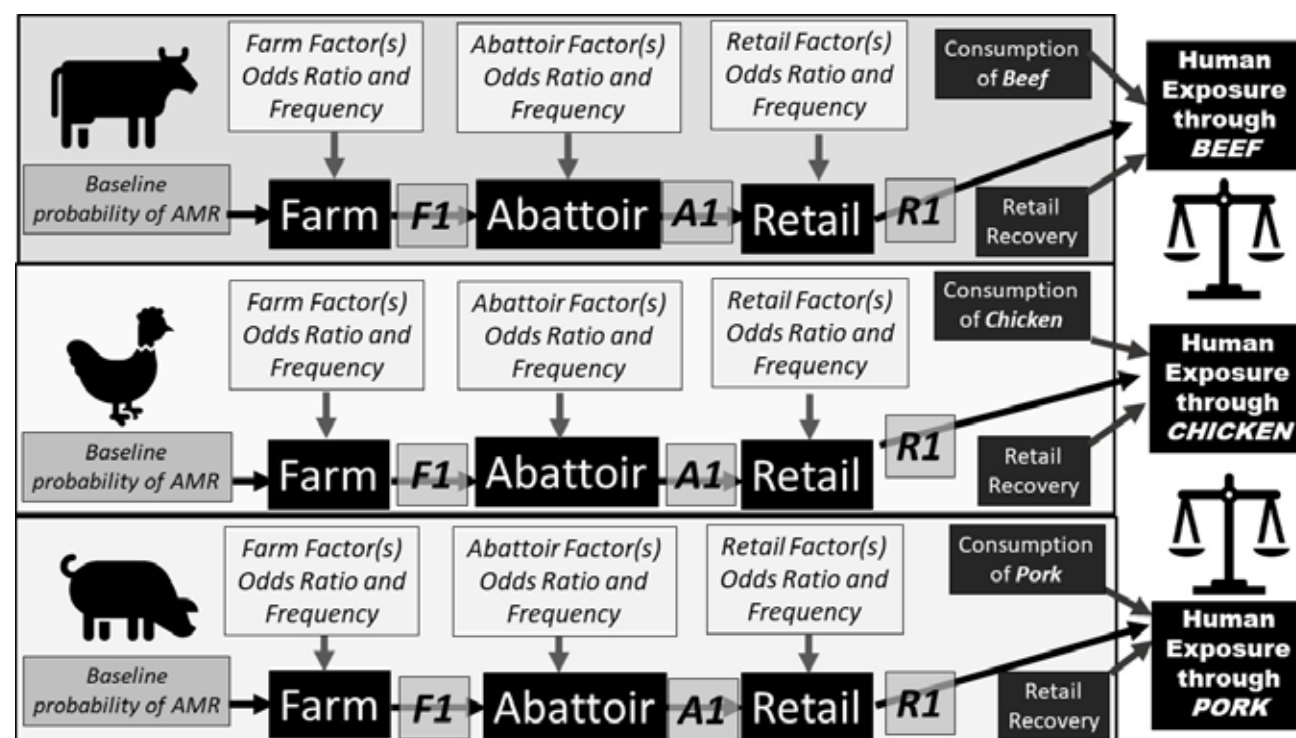 Farm Factor(s)
Odds Ratio and
Frequency
Abattoir Factor(s)
Odds Ratio and
Frequency
Retail Factor(s)
Odds Ratio and
Frequency
Consumption
of Beef
Human
Exposure
through
BEEF
Baseline
probability of AMR
Farm
F1
Abattoir
A1
Retail
R1
Retail
Recovery
Farm Factor(s)
Odds Ratio and
Frequency
Abattoir Factor(s)
Odds Ratio and
Frequency
Retail Factor(s)
Odds Ratio and
Frequency
Consumption
of Chicken
Human
Exposure
through
CHICKEN
Baseline
probability of AMR
Farm
F1
Abattoir
A1
Retail
R1
Retail
Recovery
Farm Factor(s)
Odds Ratio and
Frequency
Abattoir Factor(s)
Odds Ratio and
Frequency
Retail Factor(s)
Odds Ratio and
Frequency
Consumption
of Pork
Human
Exposure
through
PORK
Baseline
probability of AMR
Farm
F1
Abattoir
A1
Retail
R1
Retail
Recovery